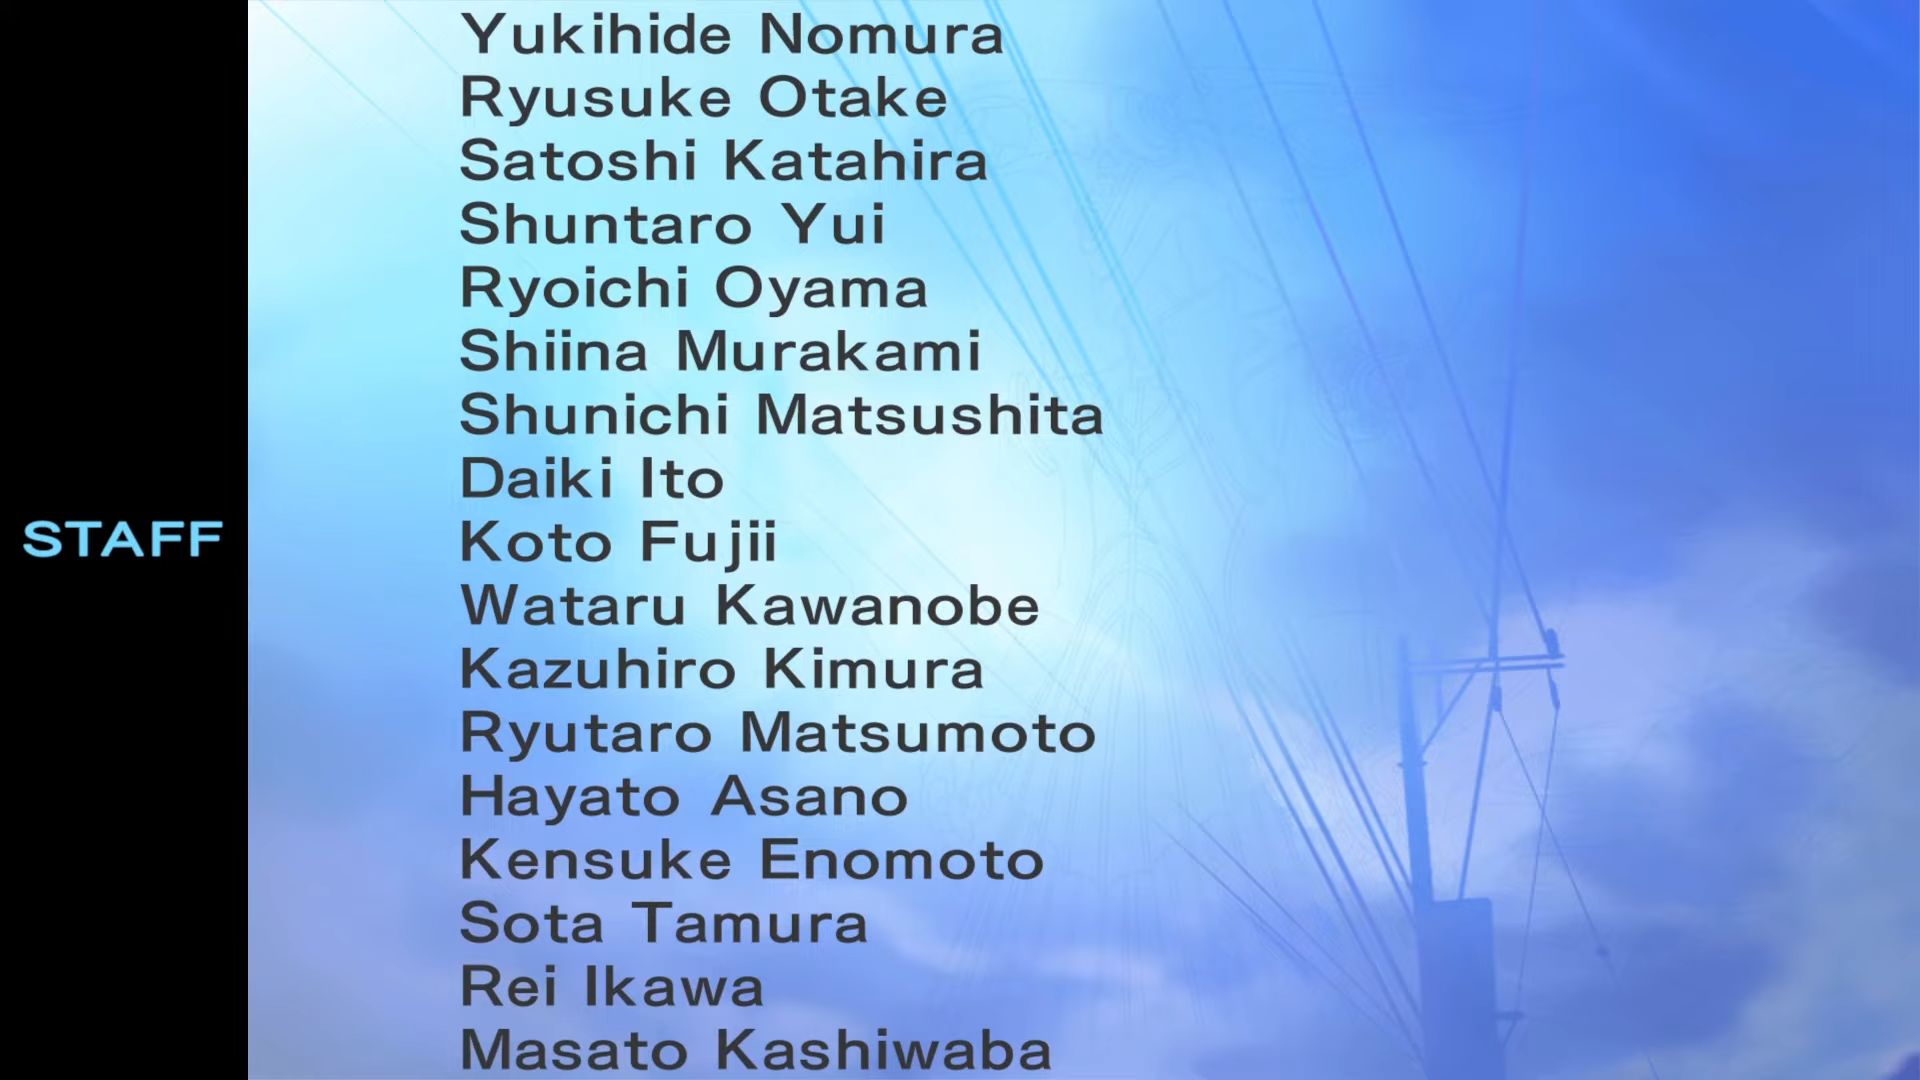 STAFF
Yukihide Nomura
Ryusuke Otake
Satoshi Katahira
Shuntaro Yui
Ryoichi Oyama
Shiina Murakami
Shunichi Matsushita
Daiki Ito
Koto Fujii
Wataru Kawanobe
Kazuhiro Kimura
Ryutaro Matsumoto
Hayato Asano
Kensuke Enomoto
Sota Tamura
Rei Ikawa
Masato Kashiwaba